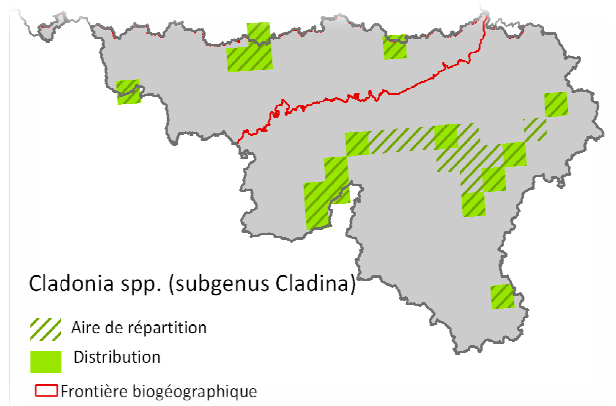 Cladonia spp. (subgenus Cladina)
Aire de répartition
Distribution
Frontière biogéographique